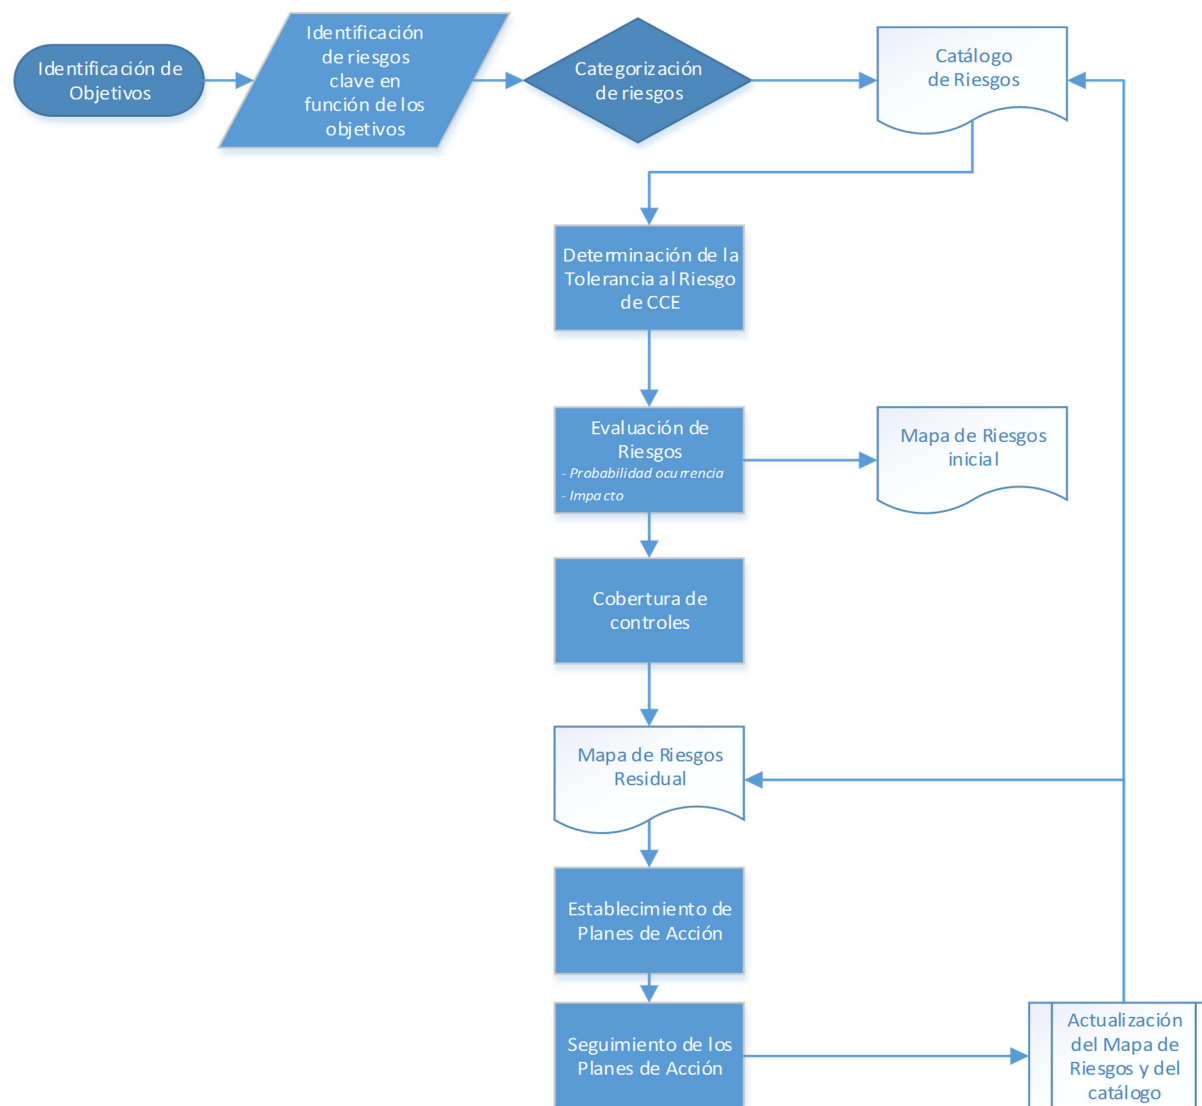 Identificación de
Objetivos
Identificación
de riesgos
clave en
función de los
objetivos
Categorización
de riesgos
Catálogo
de Riesgos
Determinación de la
Tolerancia al Riesgo
de CCE
Evaluación de
Riesgos
- Probabilidad ocurrencia
- Impacto
Mapa de Riesgos
inicial
Cobertura de
controles
Mapa de Riesgos
Residual
Establecimiento de
Planes de Acción
Seguimiento de los
Planes de Acción
Actualización
del Mapa de
Riesgos y del
catálogo